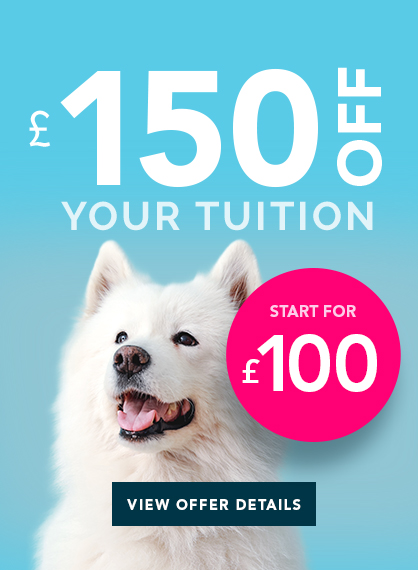 £150 OFF
YOUR TUITION
START FOR
£100
VIEW OFFER DETAILS